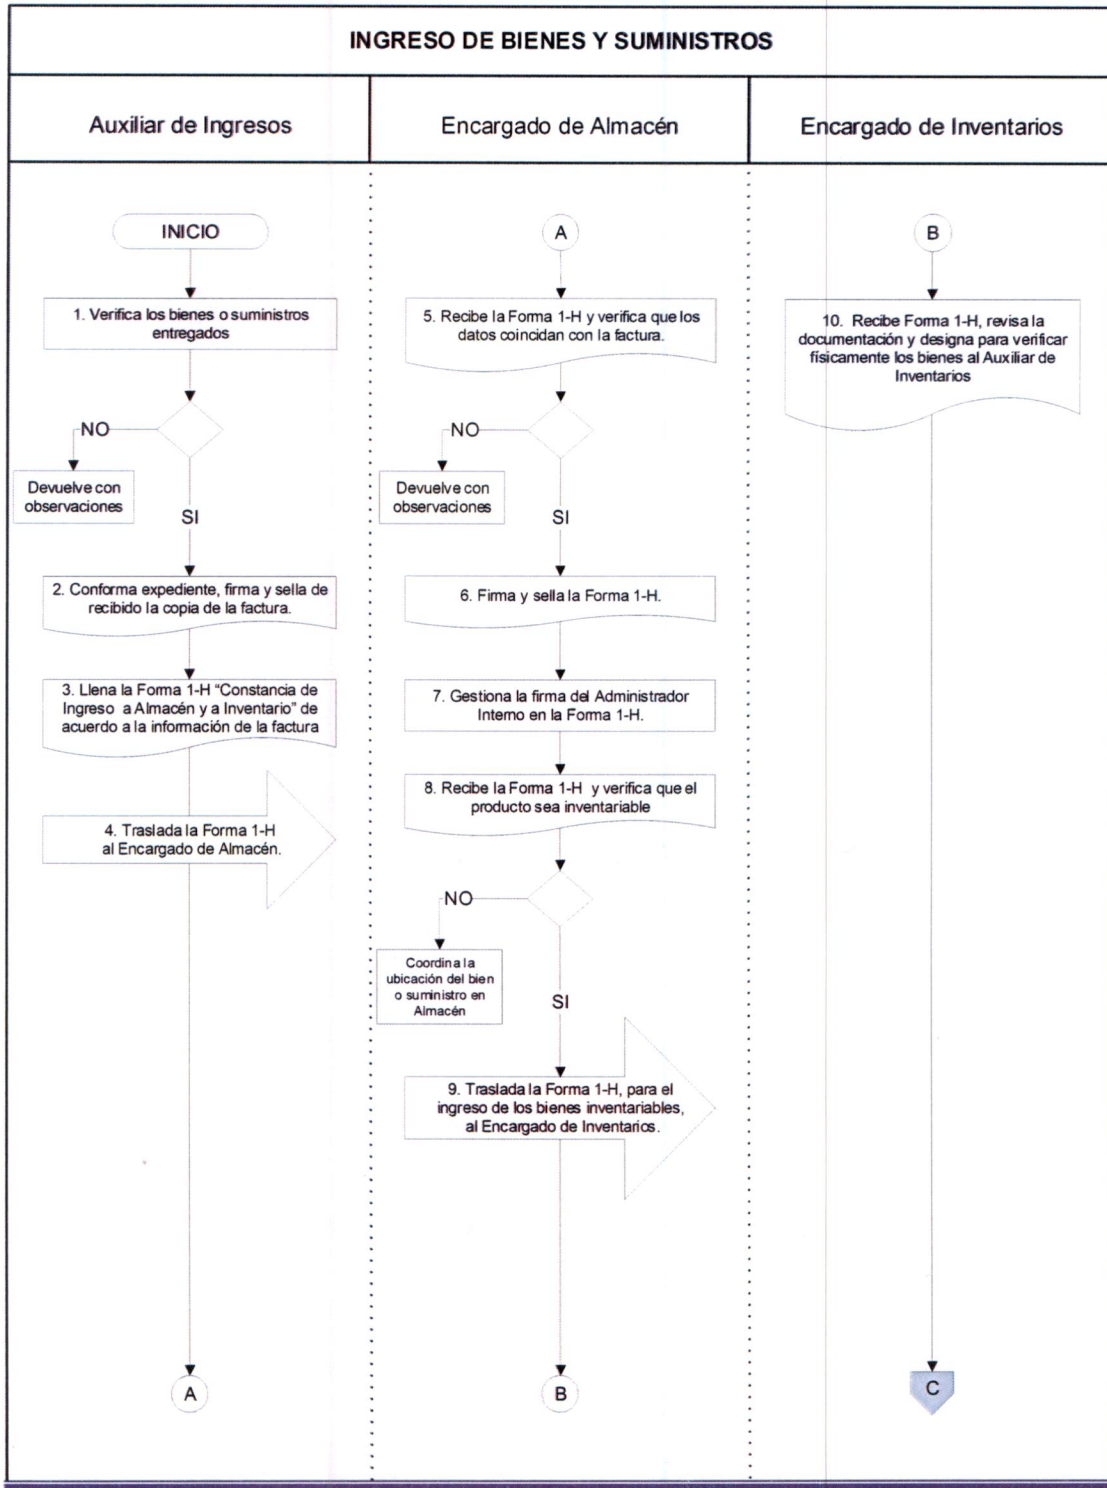 INGRESO DE BIENES Y SUMINISTROS
Auxiliar de Ingresos
Encargado de Almacén
Encargado de Inventarios
INICIO
1. Verifica los bienes o suministros
entregados
NO
Devuelve con
observaciones
SI
2. Conforma expediente, firma y sella de
recibido la copia de la factura.
3. Llena la Forma 1-H “Constancia de
Ingreso a Almacén y a Inventario” de
acuerdo a la información de la factura
4. Traslada la Forma 1-H
al Encargado de Almacén.
A
A
5. Recibe la Forma 1-H y verifica que los
datos coincidan con la factura.
NO
Devuelve con
observaciones
SI
6. Firma y sella la Forma 1-H.
7. Gestiona la firma del Administrador
Interno en la Forma 1-H.
8. Recibe la Forma 1-H y verifica que el
producto sea inventariable
NO
Coordina la
ubicación del bien
o suministro en
Almacén
SI
9. Traslada la Forma 1-H, para el
ingreso de los bienes inventariables,
al Encargado de Inventarios.
B
B
10. Recibe Forma 1-H, revisa la
documentación y designa para verificar
físicamente los bienes al Auxiliar de
Inventarios
C